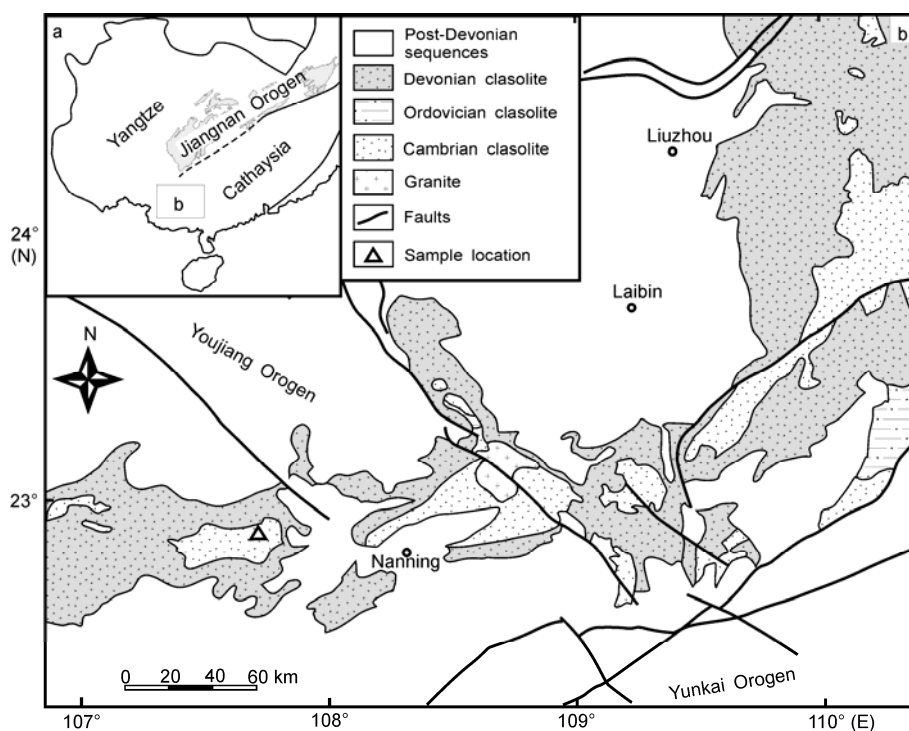 a
Yangtze
Jiangnan Orogen
Cathaysia
b
Post-Devonian
sequences
Devonian clasolite
Ordovician clasolite
Cambrian clasolite
Granite
Faults
Sample location
b
Liuzhou
24°
(N)
Laibin
N
Youjiang Orogen
23°
Nanning
0 20 40 60 km
Yunkai Orogen
107° 108° 109° 110° (E)